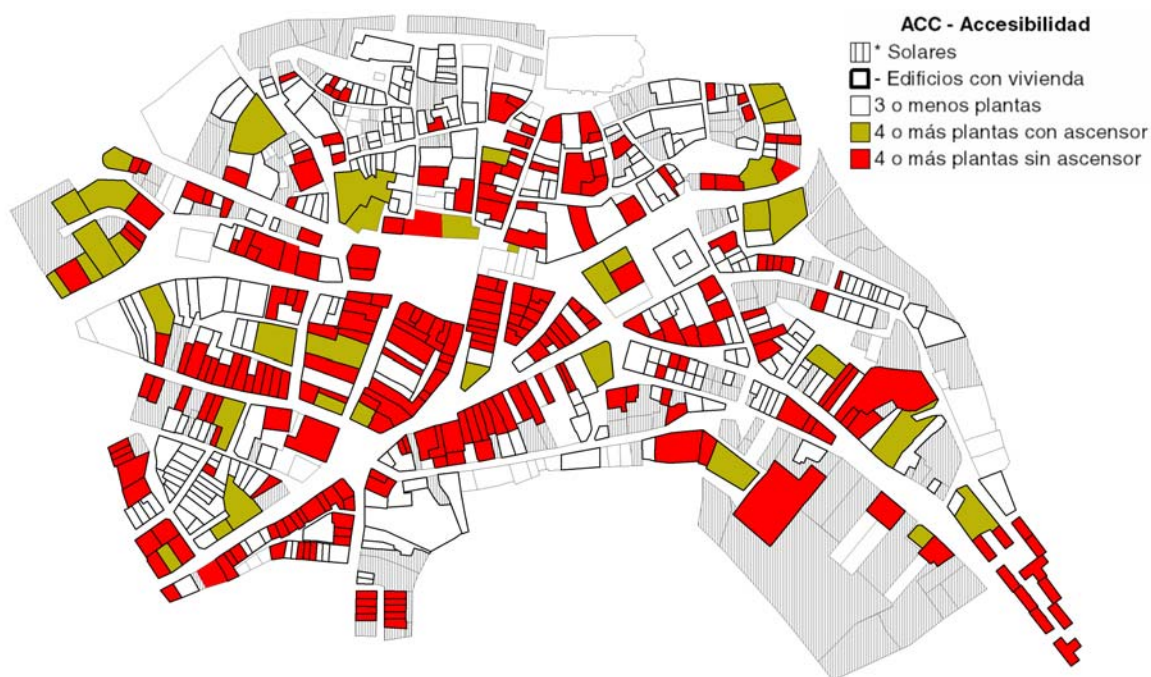 ACC - Accesibilidad
* Solares
- Edificios con vivienda
3 o menos plantas
4 o más plantas con ascensor
4 o más plantas sin ascensor